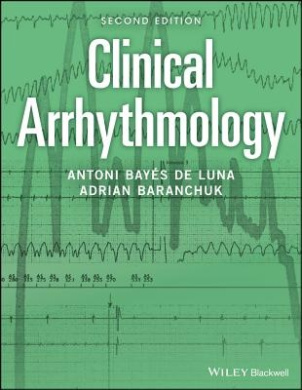 SECOND EDITION
Clinical
Arrhythmology
ANTONI BAYÉS DE LUNA
ADRIAN BARANCHUK
WILEY Blackwell